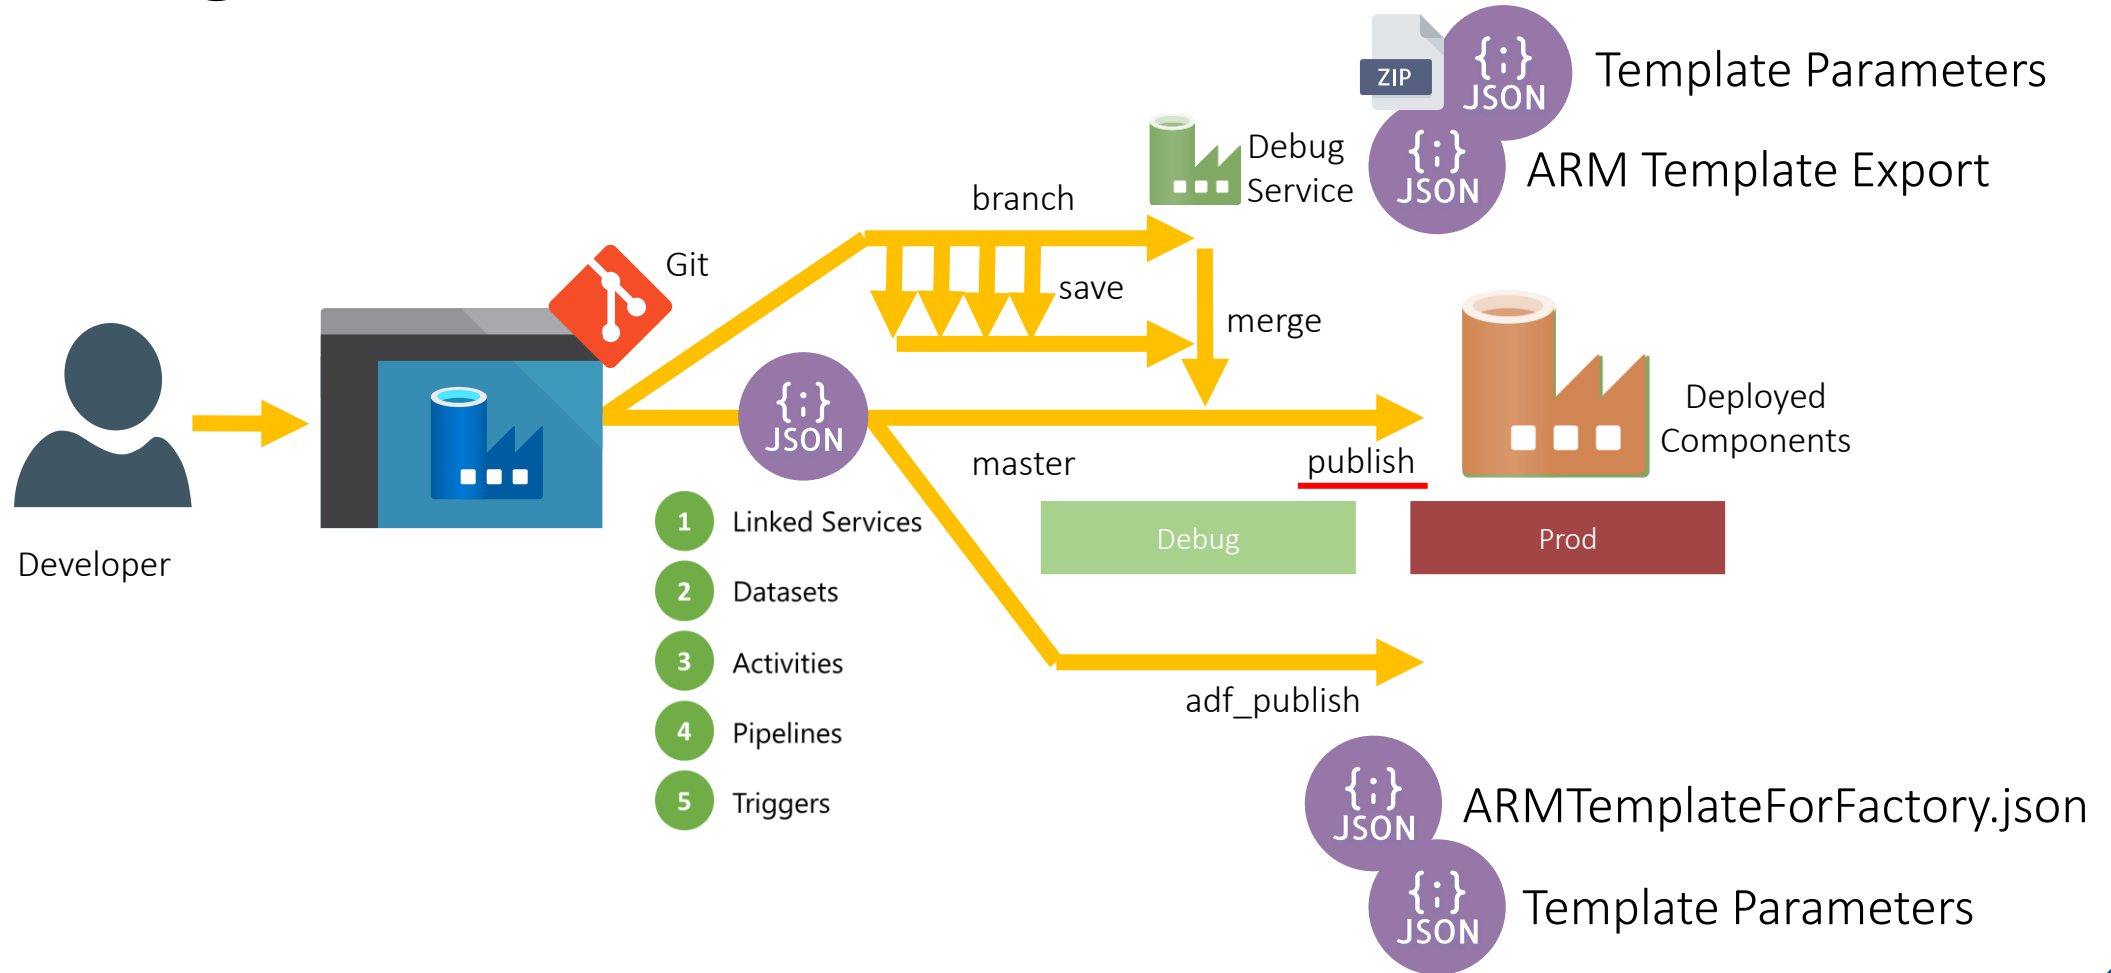 ZIP
{;}
JSON
Template Parameters
{;}
JSON
ARM Template Export
Debug
Service
branch
Git
save
merge
{;}
JSON
Deployed
Components
master
publish
Developer
1 Linked Services
2 Datasets
3 Activities
4 Pipelines
5 Triggers
Debug
Prod
adf_publish
{;}
JSON
ARMTemplateForFactory.json
{;}
JSON
Template Parameters